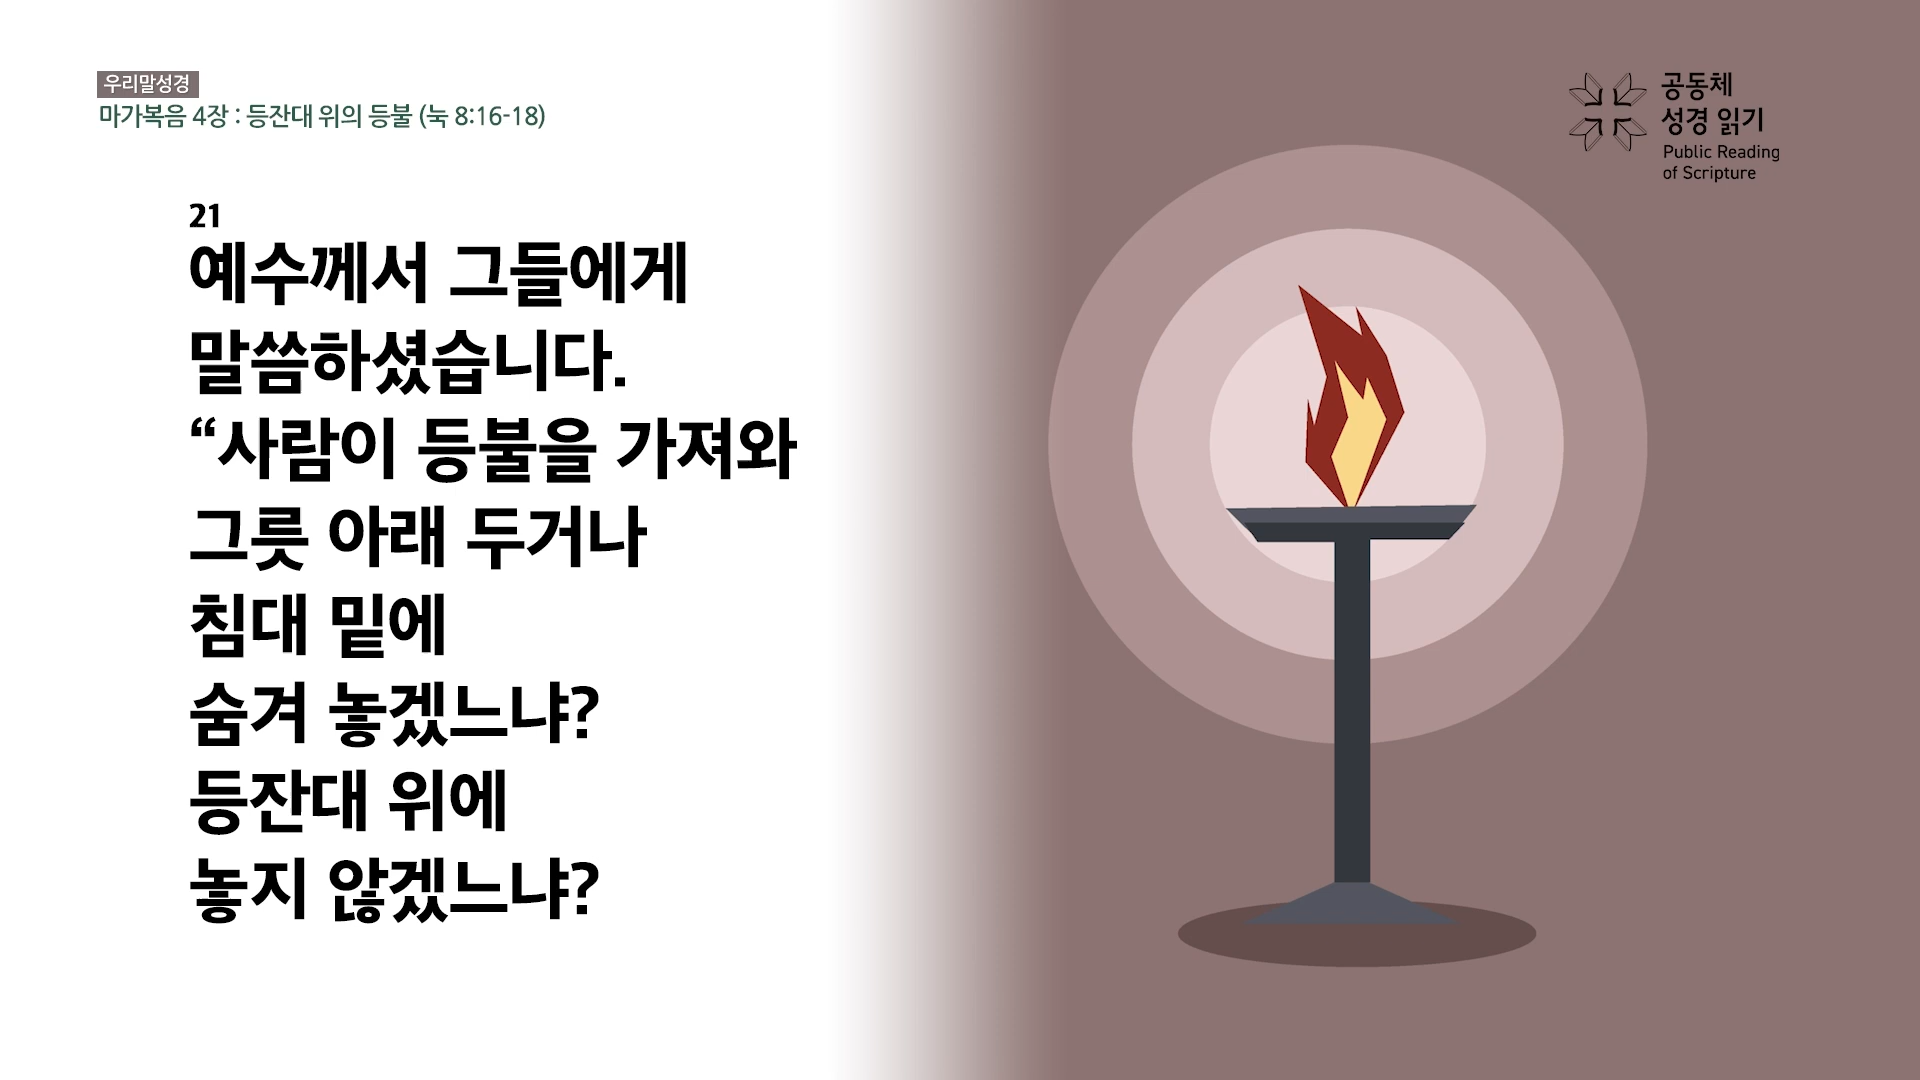 우리말성경
마가복음 4장 : 등잔대 위의 등불 (눅 8:16-18)
21
예수께서 그들에게
말씀하셨습니다.
“사람이 등불을 가져와
그릇 아래 두거나
침대 밑에
숨겨 놓겠느냐?
등잔대 위에
놓지 않겠느냐?
공동체
성경 읽기
Public Reading
of Scripture